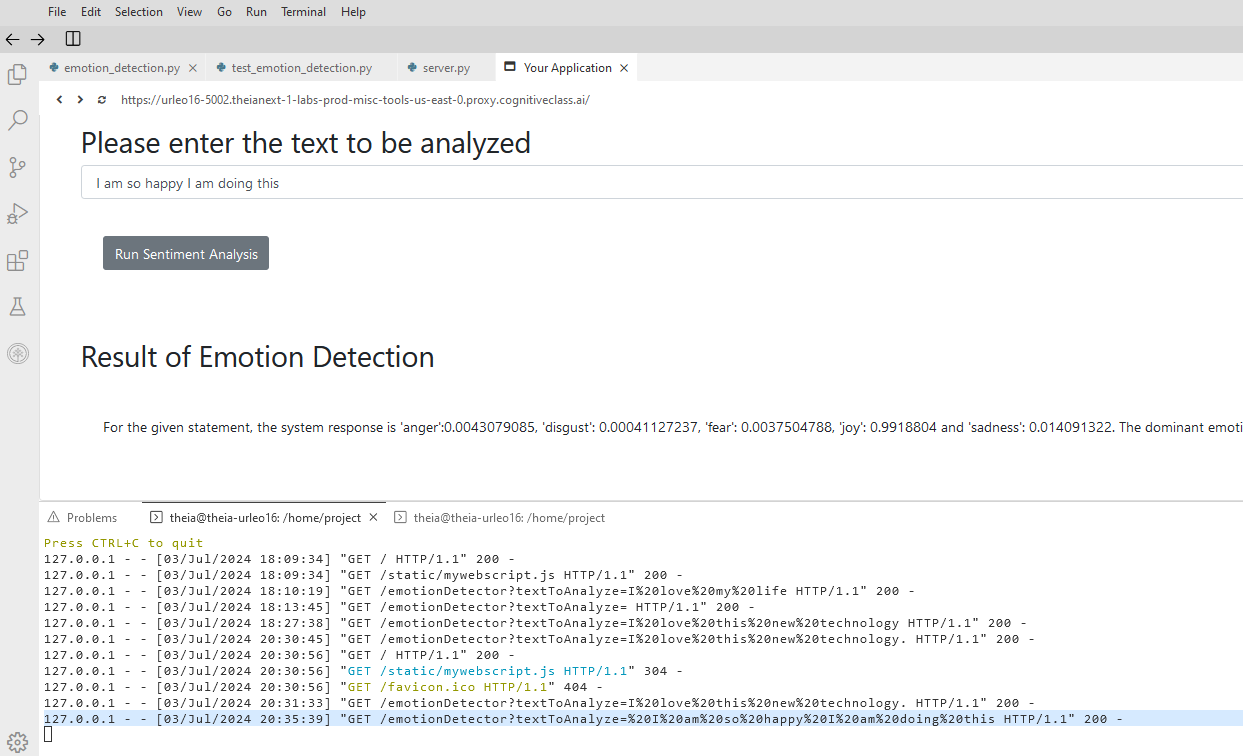 File Edit Selection View Go Run Terminal Help
emotion_detection.py test_emotion_detection.py server.py Your Application
https://urleo16-5002.theianext-1-labs-prod-misc-tools-us-east-0.proxy.cognitiveclass.ai/
Please enter the text to be analyzed
I am so happy I am doing this
Run Sentiment Analysis
Result of Emotion Detection
For the given statement, the system response is 'anger':0.0043079085, 'disgust': 0.00041127237, 'fear': 0.0037504788, 'joy': 0.9918804 and 'sadness': 0.014091322. The dominant emoti
Problems theia@theia-urleo16: /home/project theia@theia-urleo16: /home/project
Press CTRL+C to quit
127.0.0.1 - - [03/Jul/2024 18:09:34] "GET / HTTP/1.1" 200 -
127.0.0.1 - - [03/Jul/2024 18:09:34] "GET /static/mywebscript.js HTTP/1.1" 200 -
127.0.0.1 - - [03/Jul/2024 18:10:19] "GET /emotionDetector?textToAnalyze=I%20love%20my%20life HTTP/1.1" 200 -
127.0.0.1 - - [03/Jul/2024 18:13:45] "GET /emotionDetector?textToAnalyze= HTTP/1.1" 200 -
127.0.0.1 - - [03/Jul/2024 18:27:38] "GET /emotionDetector?textToAnalyze=I%20love%20this%20new%20technology HTTP/1.1" 200 -
127.0.0.1 - - [03/Jul/2024 20:30:45] "GET /emotionDetector?textToAnalyze=I%20love%20this%20new%20technology. HTTP/1.1" 200 -
127.0.0.1 - - [03/Jul/2024 20:30:56] "GET / HTTP/1.1" 200 -
127.0.0.1 - - [03/Jul/2024 20:30:56] "GET /static/mywebscript.js HTTP/1.1" 304 -
127.0.0.1 - - [03/Jul/2024 20:30:56] "GET /favicon.ico HTTP/1.1" 404 -
127.0.0.1 - - [03/Jul/2024 20:31:33] "GET /emotionDetector?textToAnalyze=I%20love%20this%20new%20technology. HTTP/1.1" 200 -
127.0.0.1 - - [03/Jul/2024 20:35:39] "GET /emotionDetector?textToAnalyze=%20I%20am%20so%20happy%20I%20am%20doing%20this HTTP/1.1" 200 -